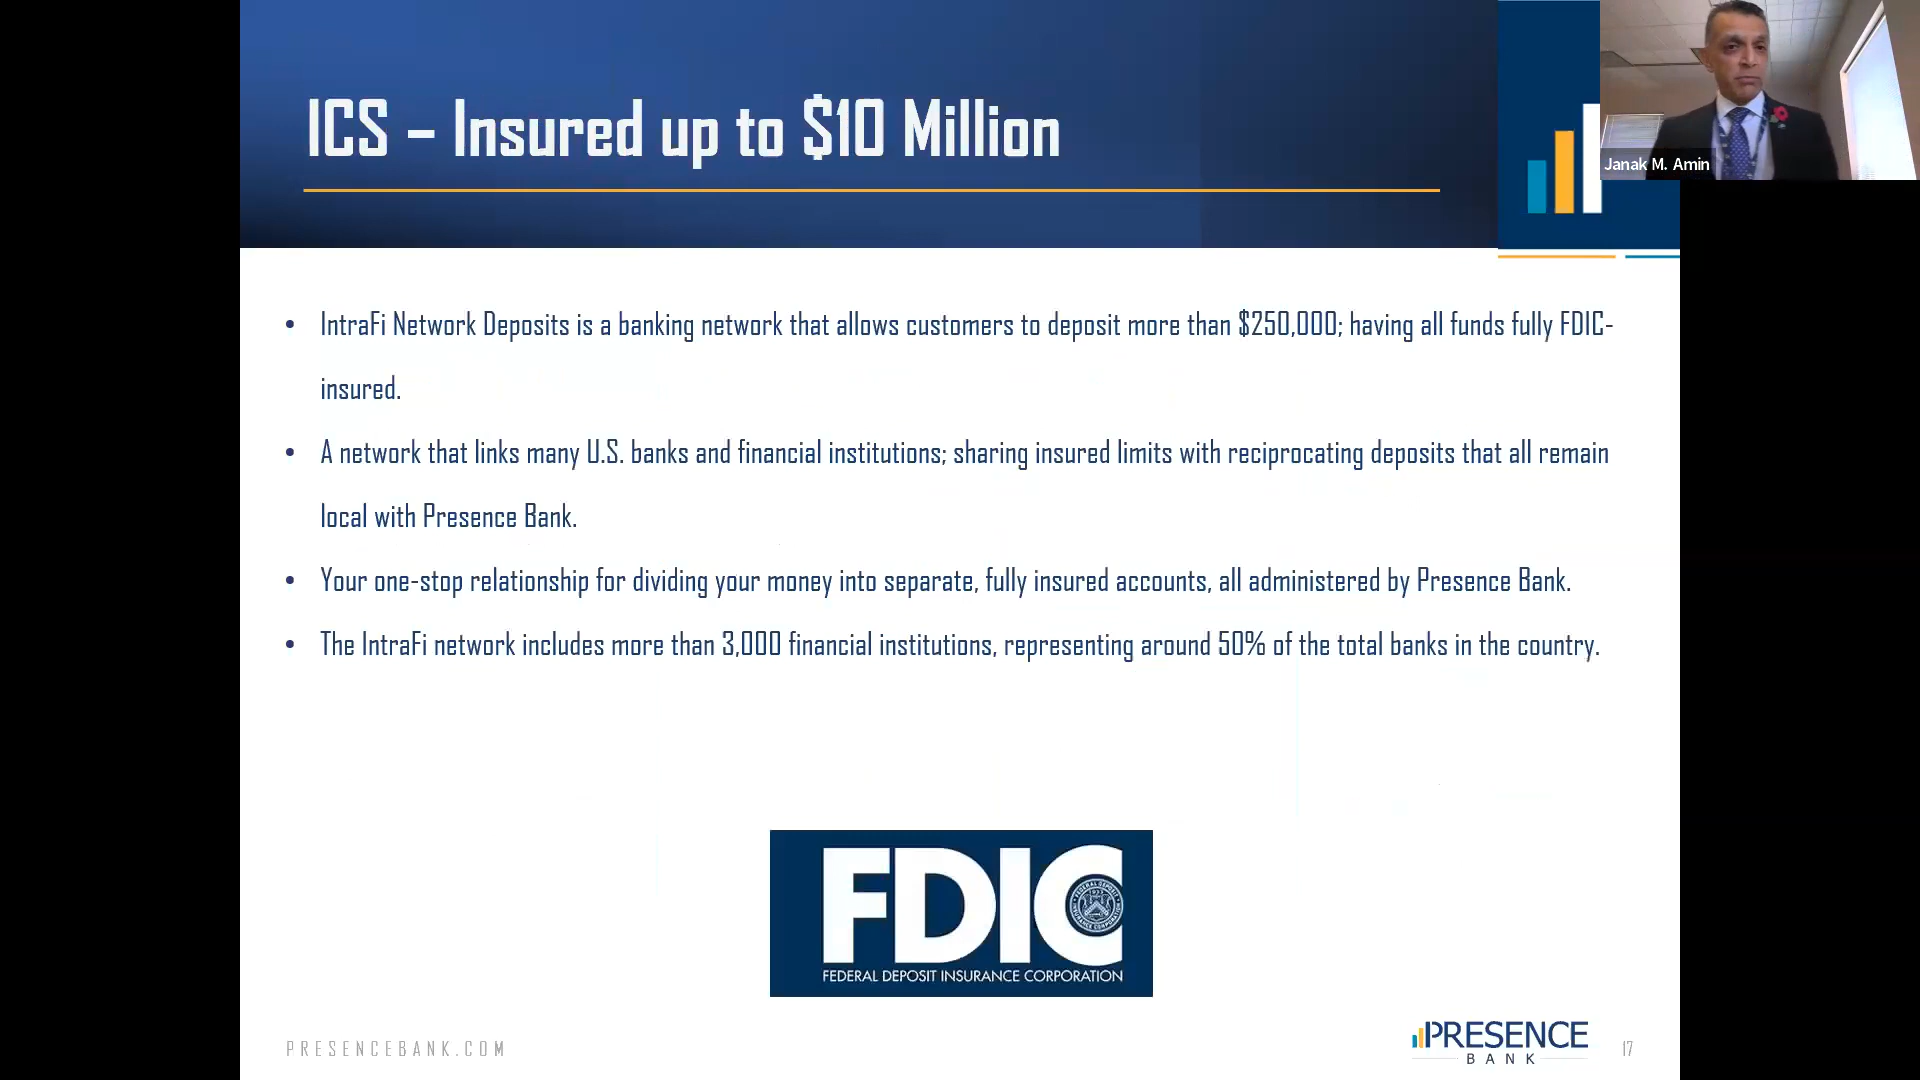 ICS – Insured up to $10 Million
Janak M. Amin
• IntraFi Network Deposits is a banking network that allows customers to deposit more than $250,000; having all funds fully FDIC-
insured.
• A network that links many U.S. banks and financial institutions; sharing insured limits with reciprocating deposits that all remain
local with Presence Bank.
• Your one-stop relationship for dividing your money into separate, fully insured accounts, all administered by Presence Bank.
• The IntraFi network includes more than 3,000 financial institutions, representing around 50% of the total banks in the country.
FDIC
FEDERAL DEPOSIT INSURANCE CORPORATION
PRESENCEBANK.COM
PRESENCE
BANK
17